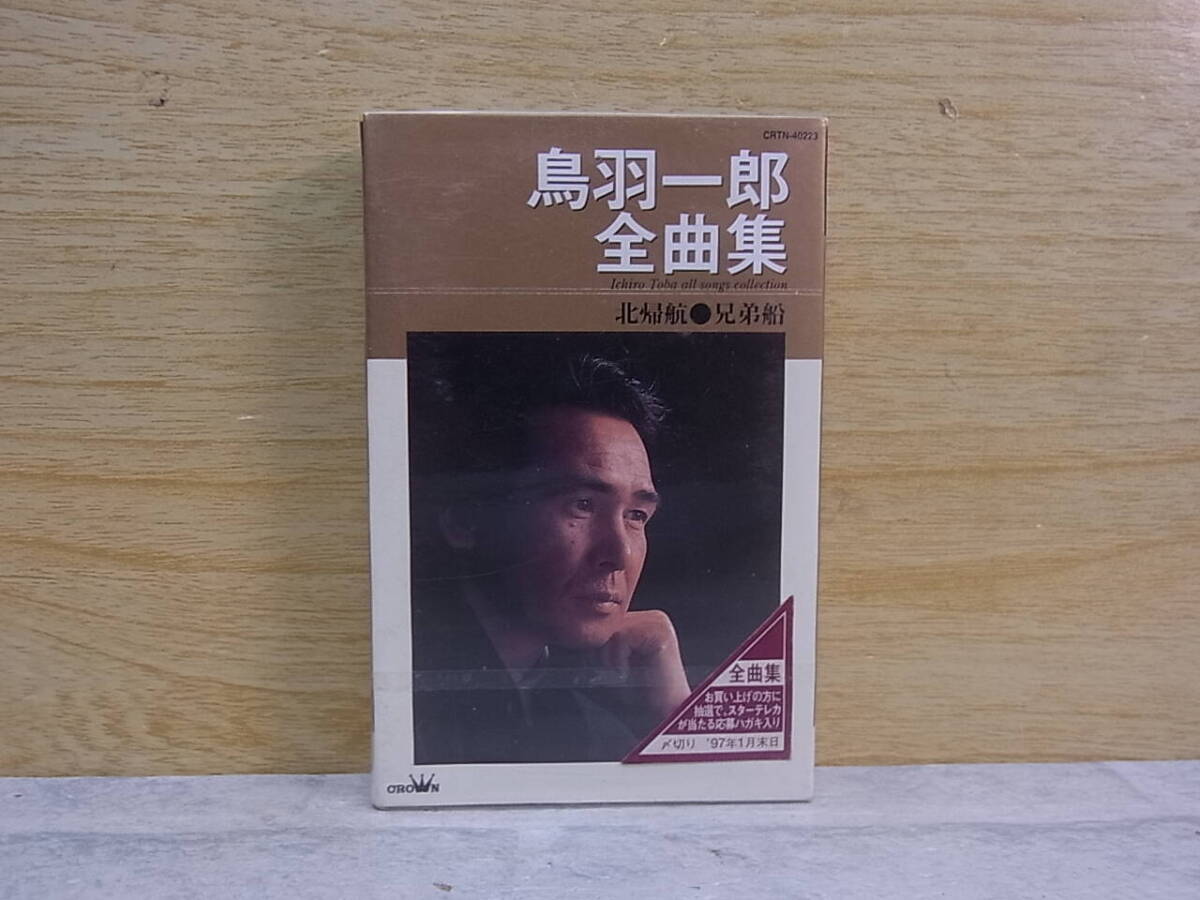 CRTN-40223
鳥羽一郎
全曲集
Ichiro Toba all songs collection
北帰航●兄弟船
全曲集
お買い上げの方に
抽選で、スターテレカ
が当たる応募ハガキ入り
〆切り '97年1月末日
CROWN